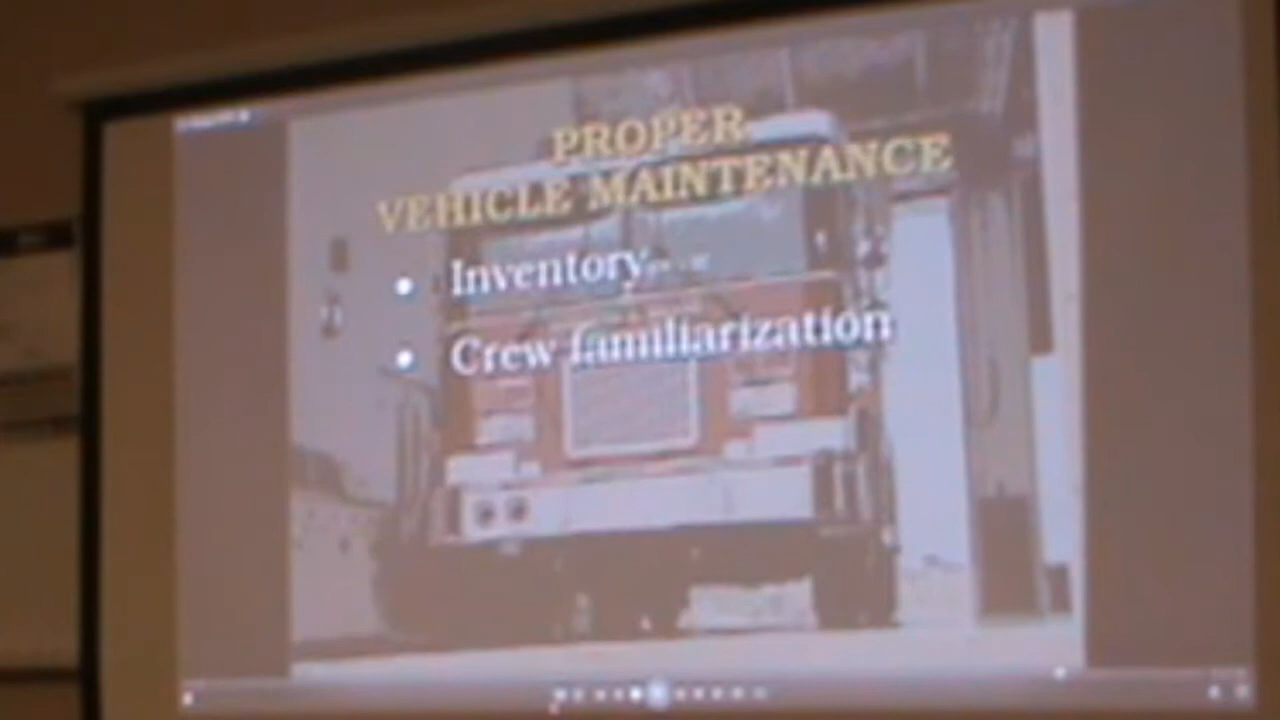 PROPER
VEHICLE MAINTENANCE
• Inventory
• Crew familiarization